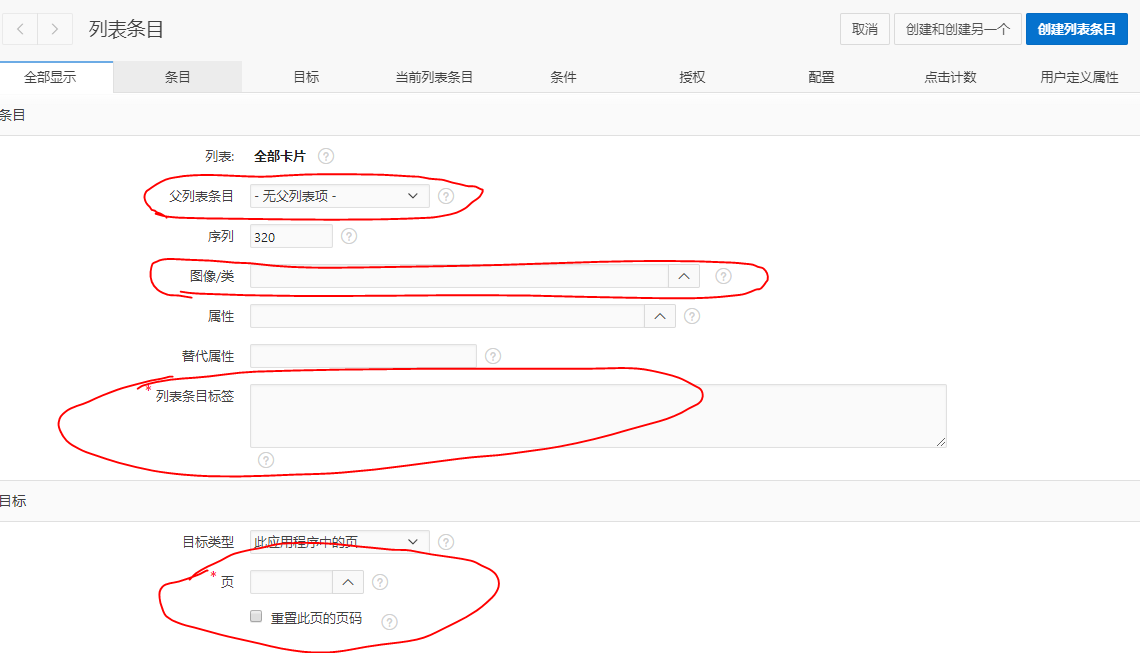 列表条目
取消
创建和创建另一个
创建列表条目
全部显示
条目
目标
当前列表条目
条件
授权
配置
点击计数
用户定义属性
条目
列表: 全部卡片 ?
父列表条目 - 无父列表项 - ?
序列 320 ?
图像/类 ?
属性 ?
替代属性 ?
* 列表条目标签
?
目标
目标类型 此应用程序中的页 ?
* 页 ?
重置此页的页码 ?